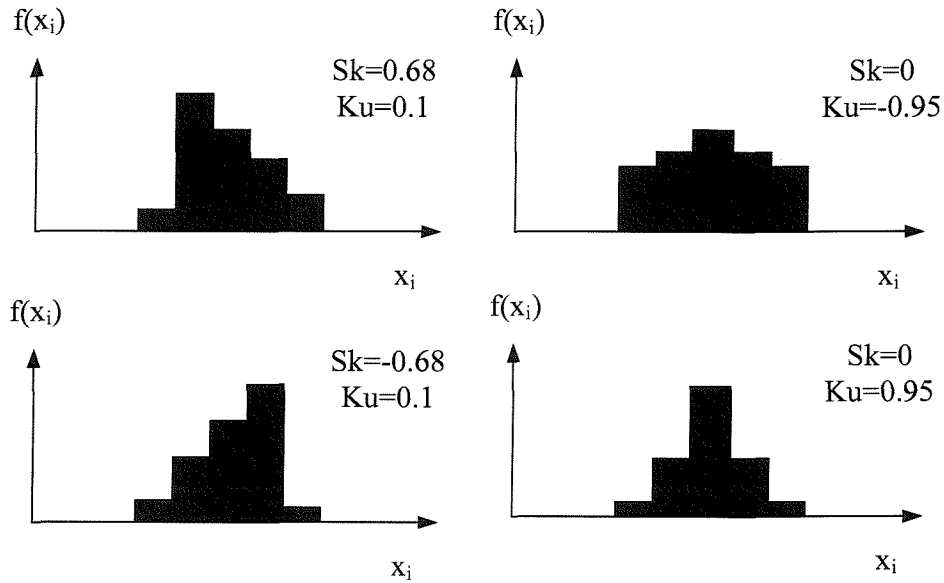 f(xᵢ)
Sk=0.68
Ku=0.1
xᵢ
f(xᵢ)
Sk=0
Ku=-0.95
xᵢ
f(xᵢ)
Sk=-0.68
Ku=0.1
xᵢ
f(xᵢ)
Sk=0
Ku=0.95
xᵢ